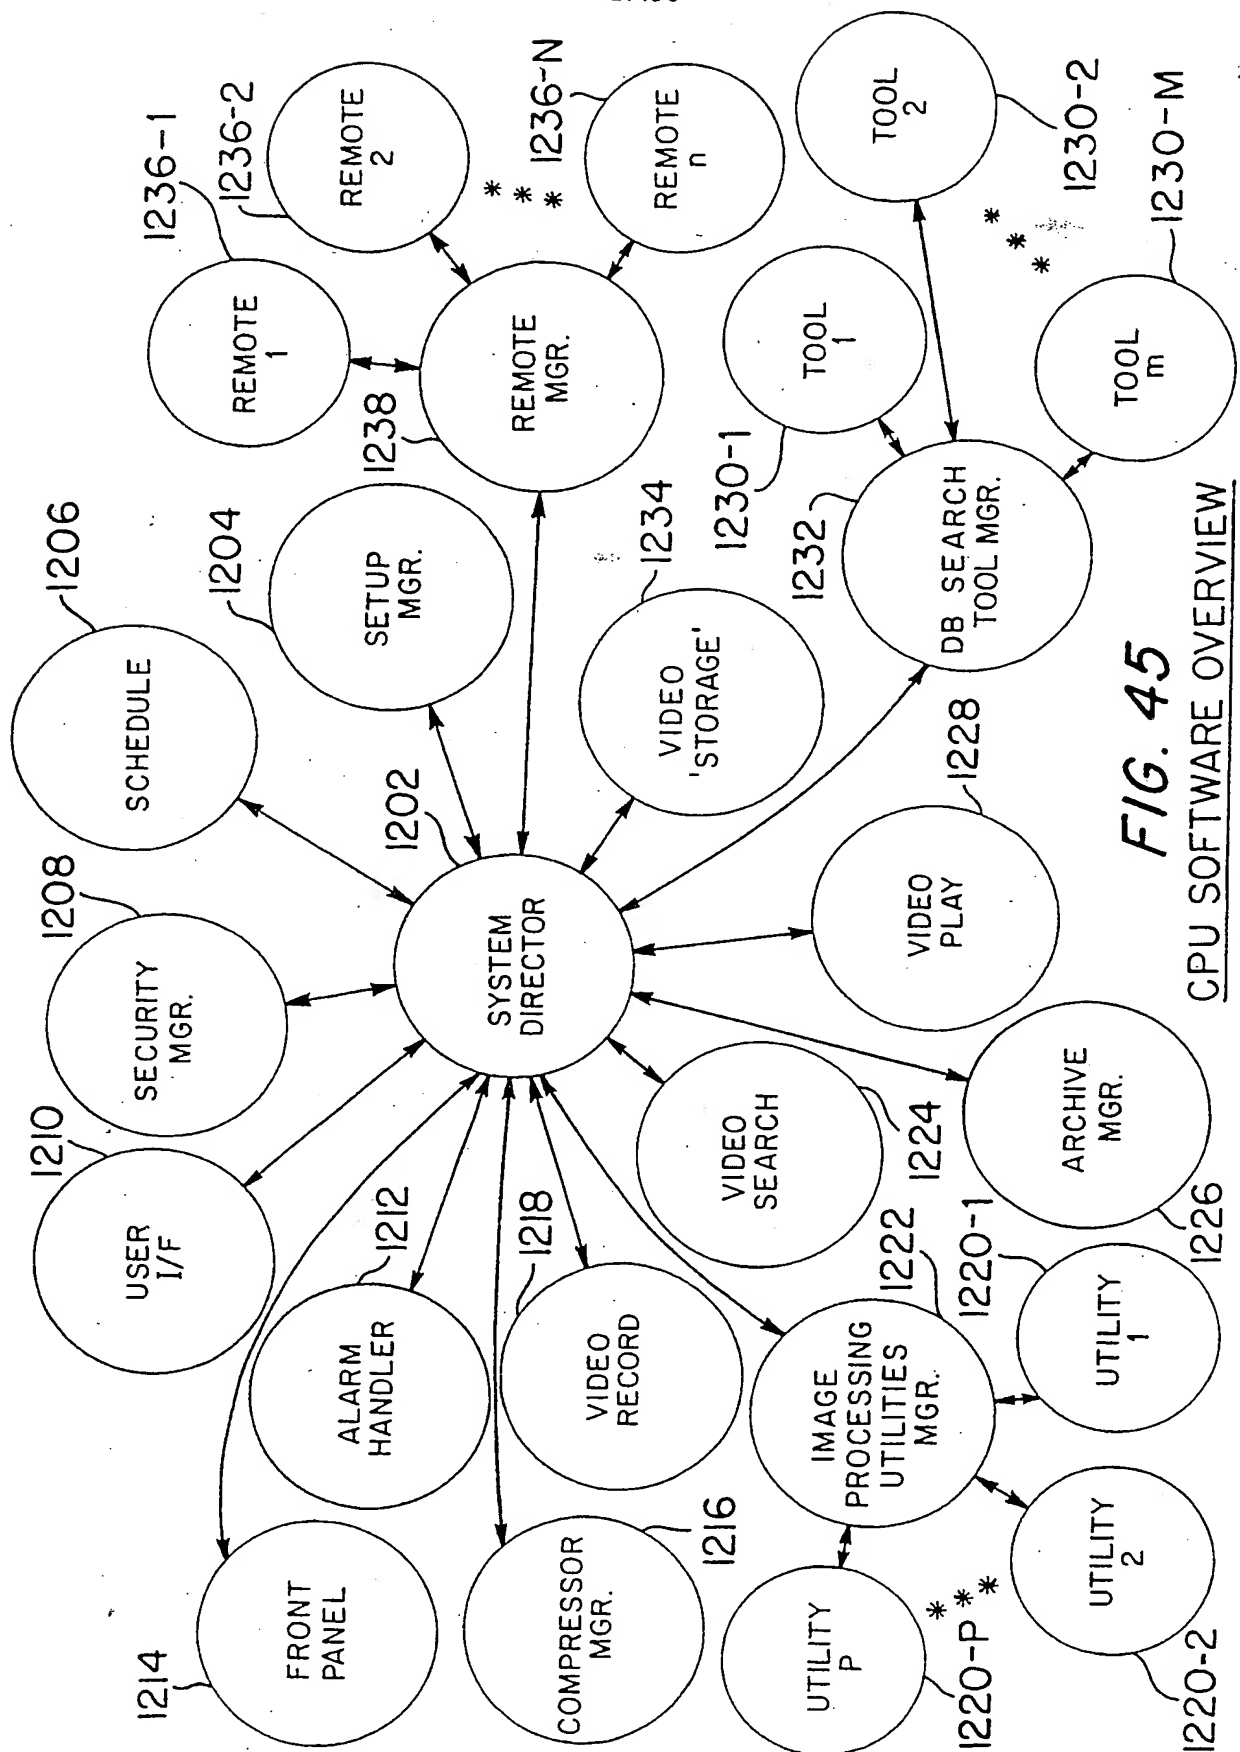 1214
FRONT
PANEL
1210
USER
I/F
1208
SECURITY
MGR.
1206
SCHEDULE
1204
SETUP
MGR.
1236-1
REMOTE
1
1236-2
REMOTE
2
* * *
1236-N
REMOTE
n
1238
REMOTE
MGR.
1212
ALARM
HANDLER
1202
SYSTEM
DIRECTOR
1216
COMPRESSOR
MGR.
1218
VIDEO
RECORD
1234
VIDEO
'STORAGE'
1230-1
TOOL
1
TOOL
2
1230-2
* * *
TOOL
m
1230-M
1232
DB SEARCH
TOOL MGR.
1222
IMAGE
PROCESSING
UTILITIES
MGR.
VIDEO
SEARCH
1224
VIDEO
PLAY
1228
UTILITY
P
1220-P
* * *
UTILITY
2
1220-2
1220-1
UTILITY
1
ARCHIVE
MGR.
1226
FIG. 45
CPU SOFTWARE OVERVIEW